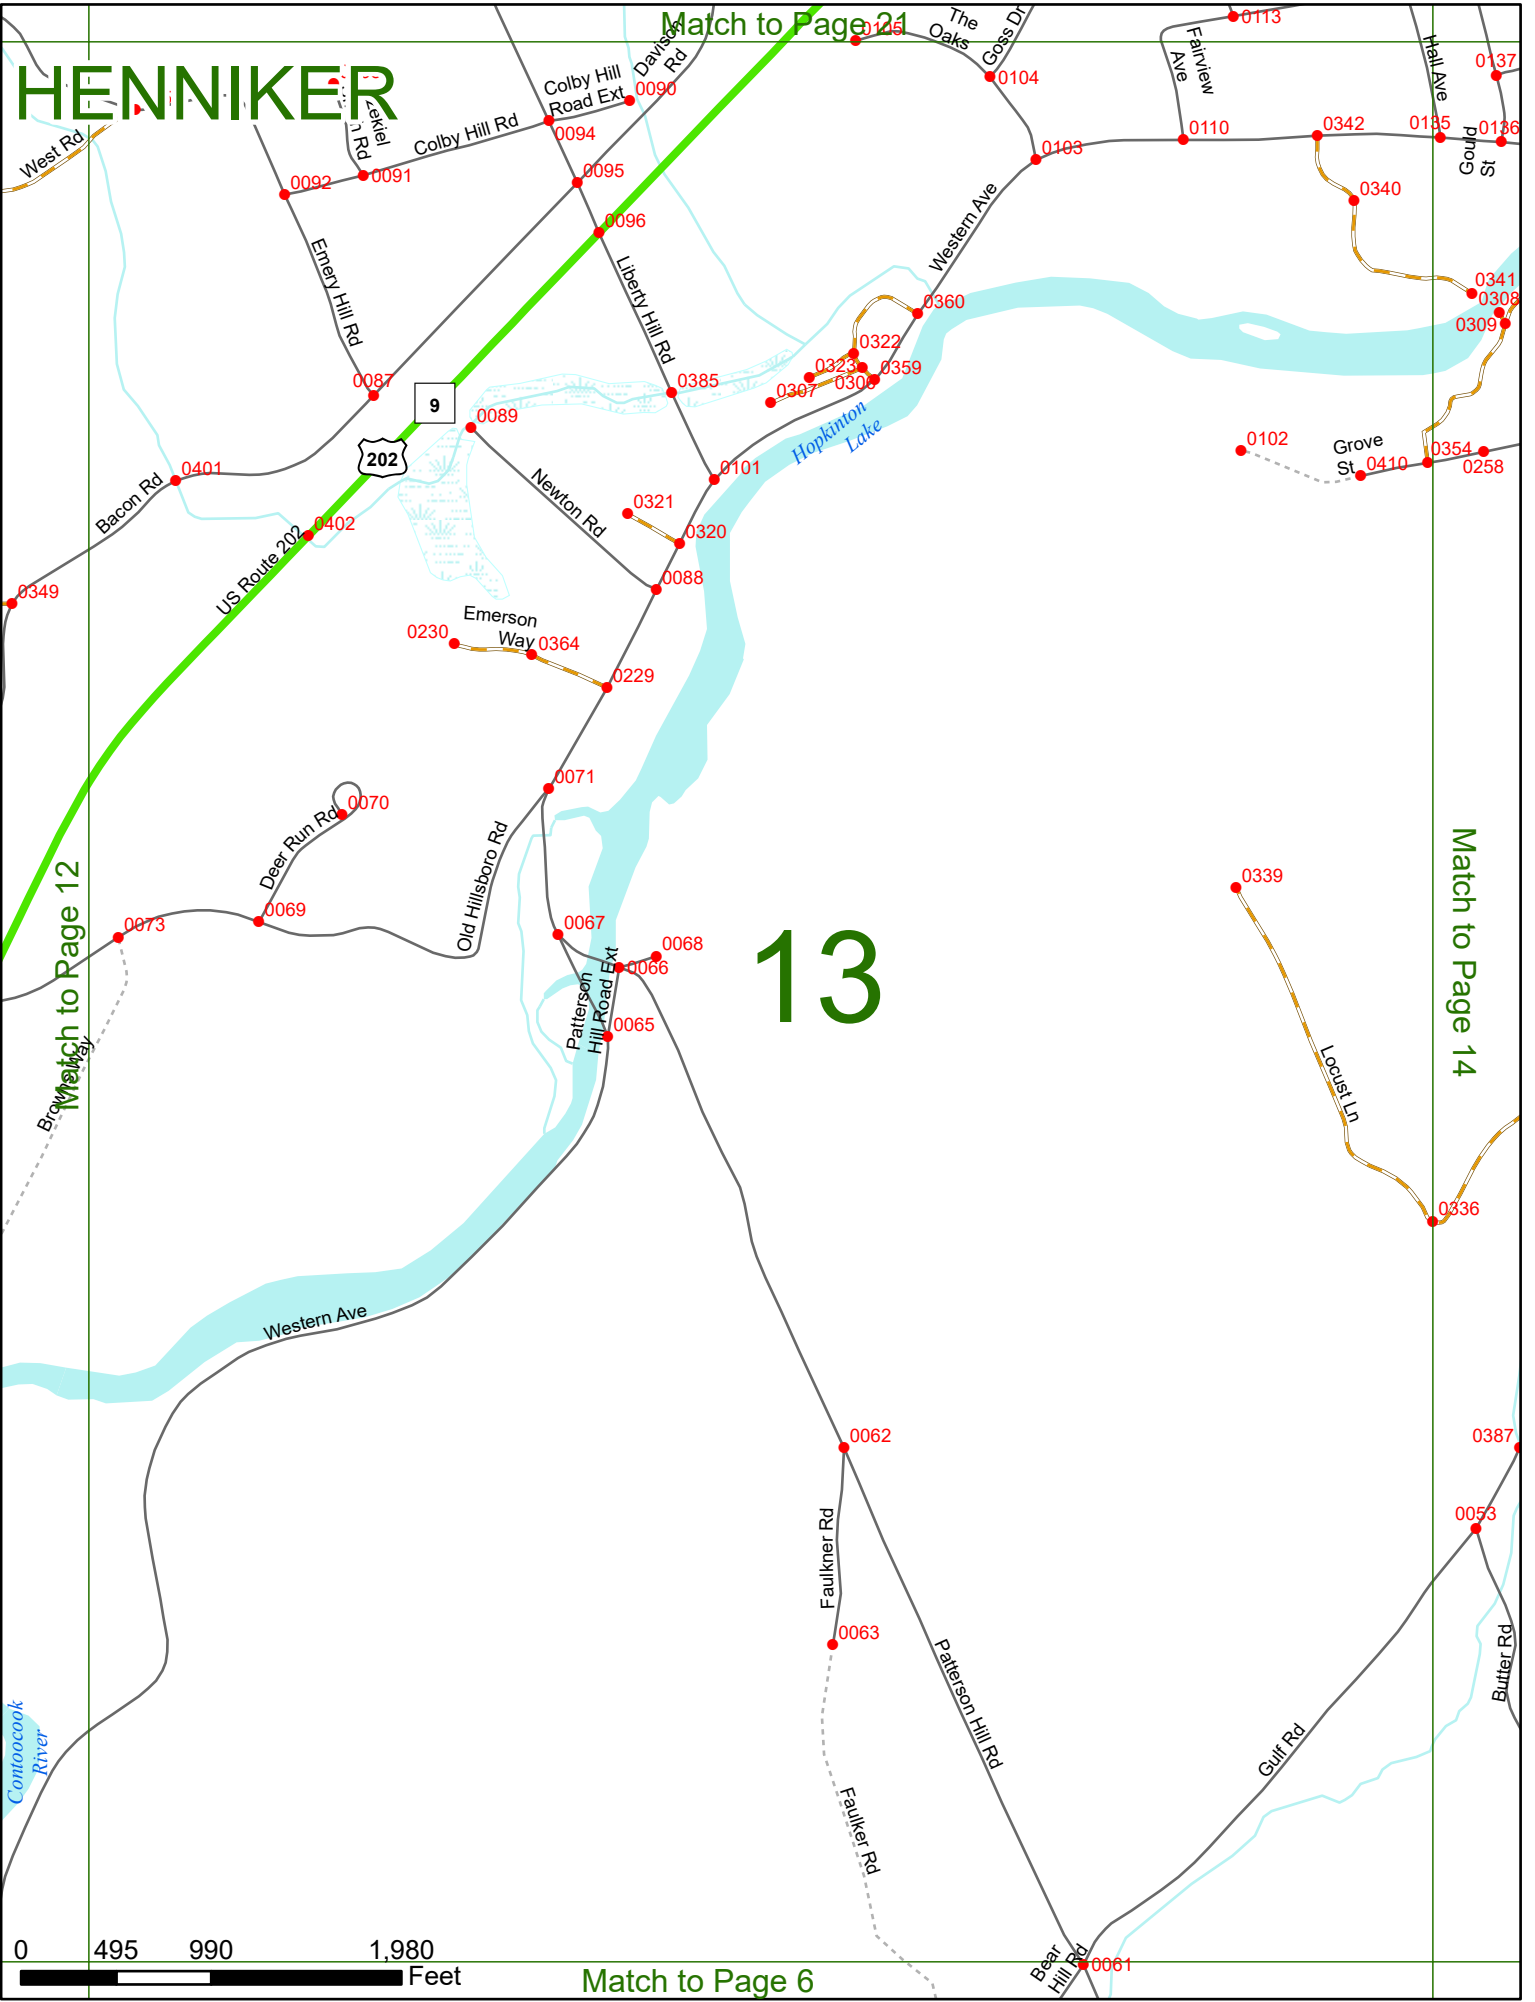 Match to Page 21
HENNIKER
0105
The
Oaks
Goss Dr
0113
Fairview
Ave
Hall Ave
0137
Davison
Rd
Colby Hill
Road Ext
0090
0104
West Rd
Colby Hill Rd
0094
0103
0110
0342
0135
Gould
St
0136
0092
0091
Ezekiel
Rd
0095
0340
0096
Western Ave
Emery Hill Rd
Liberty Hill Rd
0341
0308
0309
0360
0322
0323
0306
0359
0307
0087
9
0385
0089
Hopkinton
Lake
202
0102
Grove
St
0410
0354
0258
0401
0101
Bacon Rd
Newton Rd
0321
0320
0402
US Route 202
0088
0349
Emerson
Way
0230
0364
0229
0071
0070
Deer Run Rd
Old Hillsboro Rd
Match to Page 12
Match to Page 14
0339
0073
0069
0067
0068
0066
13
Patterson
Hill Road Ext
0065
Browns Way
Locust Ln
0336
Western Ave
0062
0387
0053
Faulkner Rd
0063
Patterson Hill Rd
Butter Rd
Contoocook
River
Gulf Rd
Faulker Rd
Bear
Hill Rd
0061
0 495 990 1,980
Feet
Match to Page 6